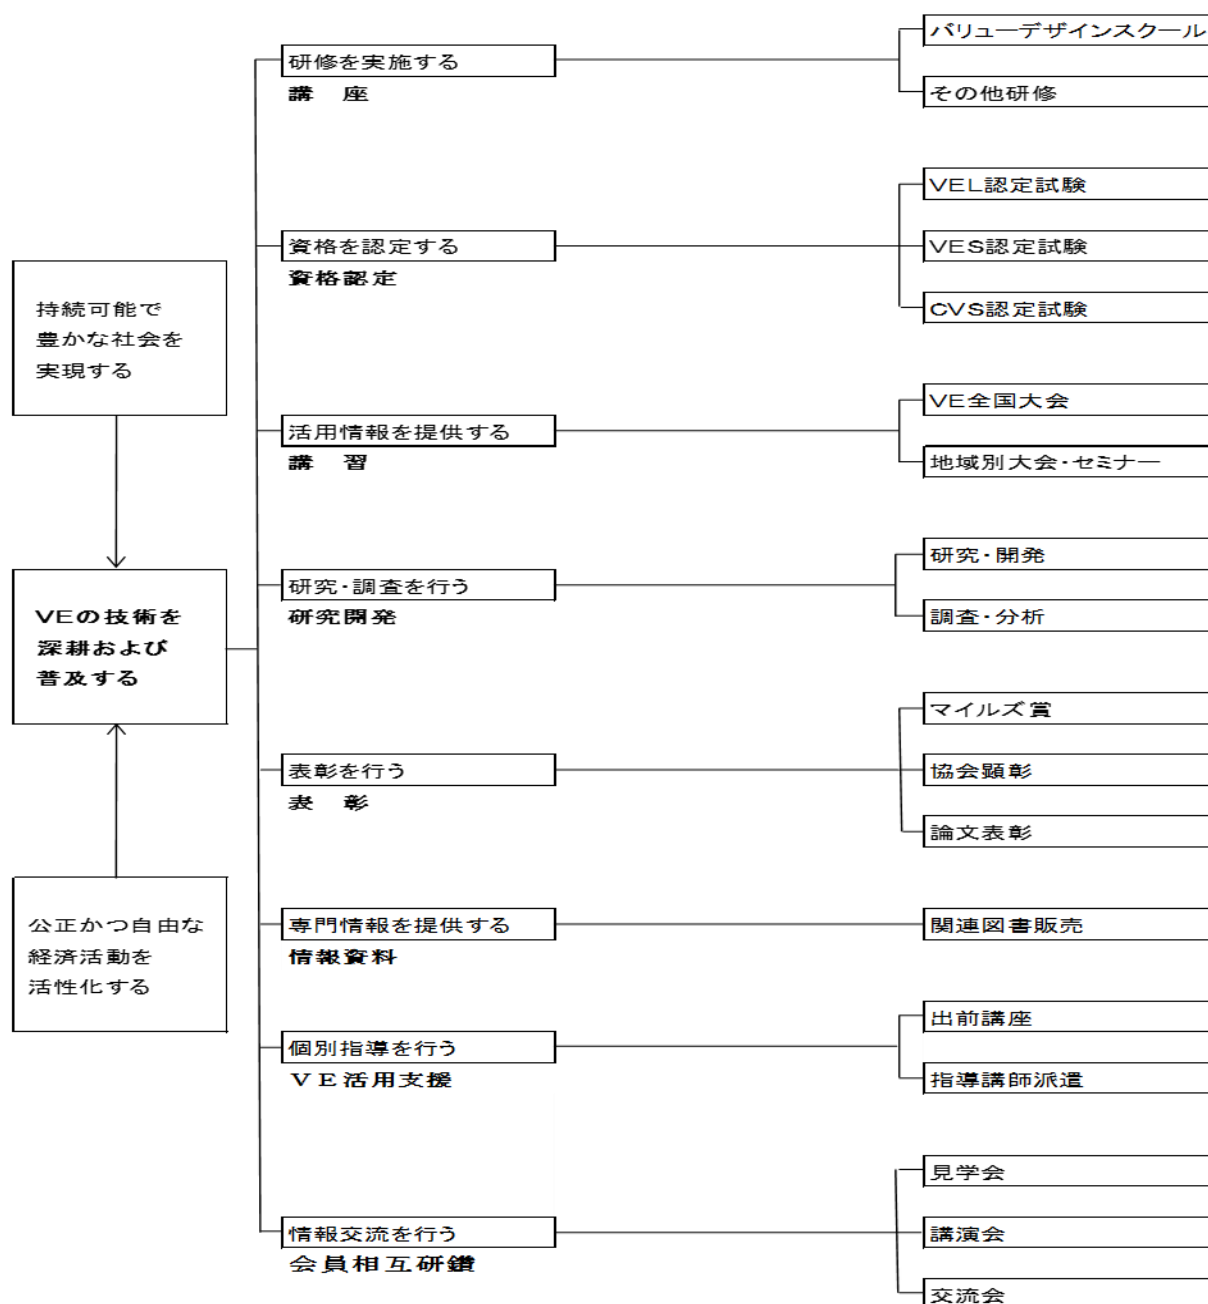 持続可能で
豊かな社会を
実現する
VEの技術を
深耕および
普及する
公正かつ自由な
経済活動を
活性化する
研修を実施する
講　座
バリューデザインスクール
その他研修
資格を認定する
資格認定
VEL認定試験
VES認定試験
CVS認定試験
活用情報を提供する
講　習
VE全国大会
地域別大会・セミナー
研究・調査を行う
研究開発
研究・開発
調査・分析
表彰を行う
表　彰
マイルズ賞
協会顕彰
論文表彰
専門情報を提供する
情報資料
関連図書販売
個別指導を行う
ＶＥ活用支援
出前講座
指導講師派遣
情報交流を行う
会員相互研鑽
見学会
講演会
交流会